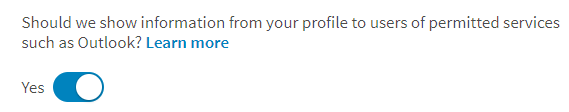 Should we show information from your profile to users of permitted services
such as Outlook? Learn more
Yes